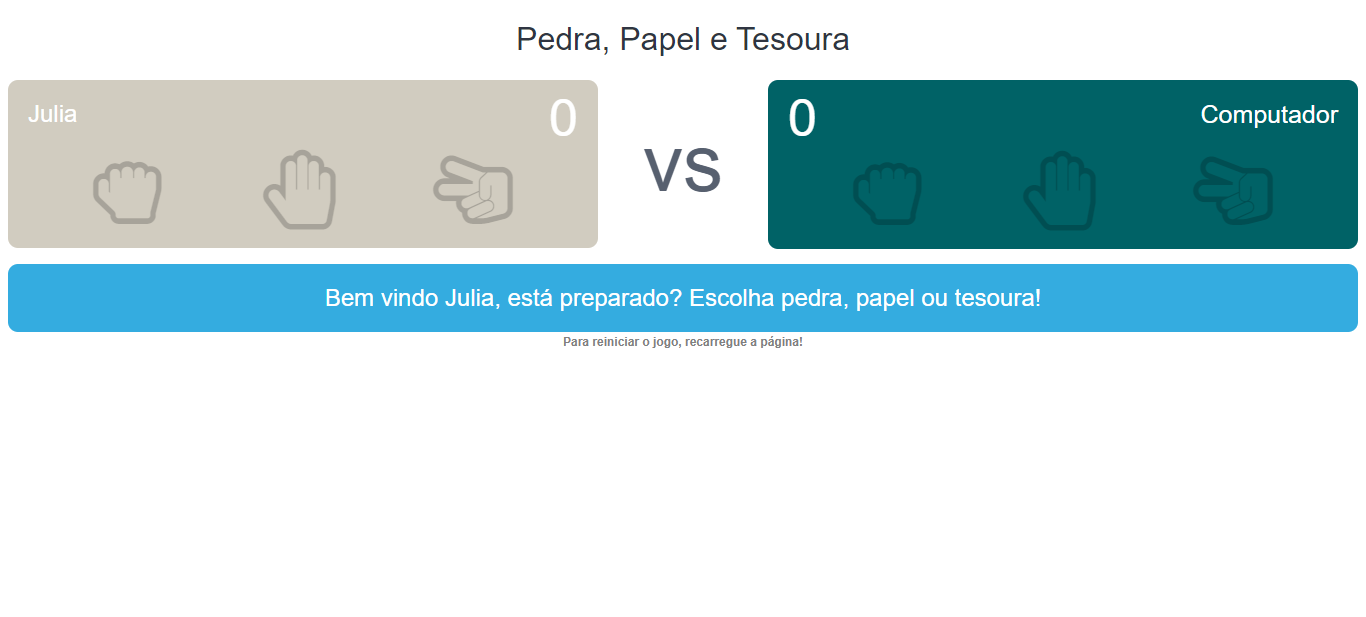 Pedra, Papel e Tesoura
Julia
0
vs
0
Computador
Bem vindo Julia, está preparado? Escolha pedra, papel ou tesoura!
Para reiniciar o jogo, recarregue a página!